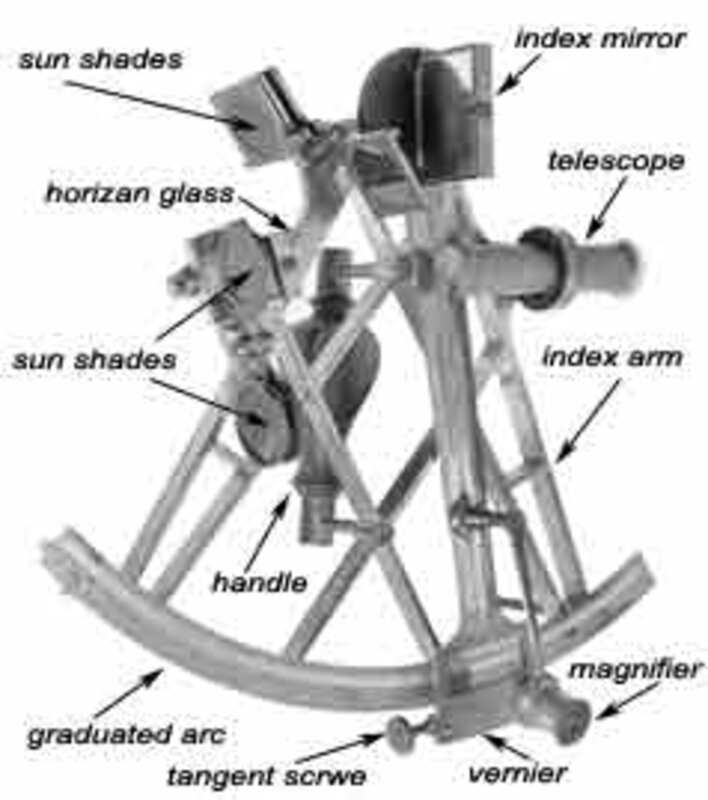 index mirror
sun shades
telescope
horizan glass
sun shades
index arm
handle
magnifier
graduated arc
tangent scrwe
vernier